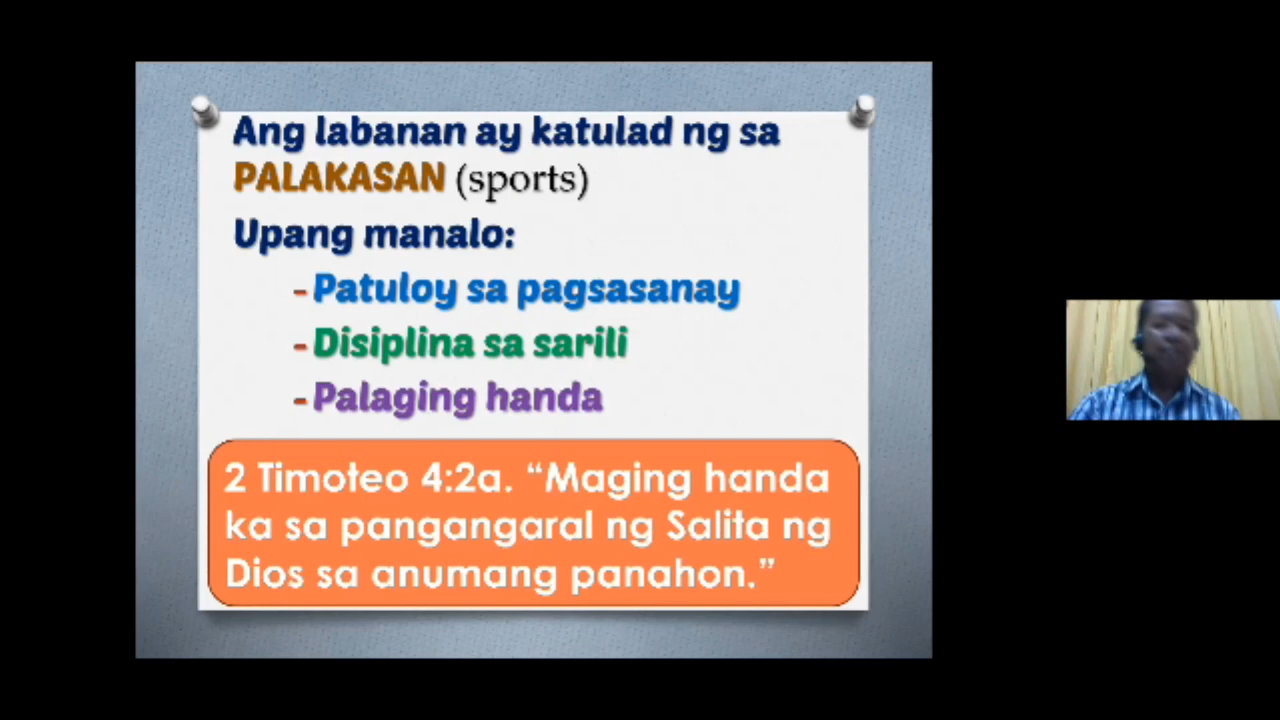 Ang labanan ay katulad ng sa
PALAKASAN (sports)
Upang manalo:
- Patuloy sa pagsasanay
- Disiplina sa sarili
- Palaging handa
2 Timoteo 4:2a. “Maging handa
ka sa pangangaral ng Salita ng
Dios sa anumang panahon.”